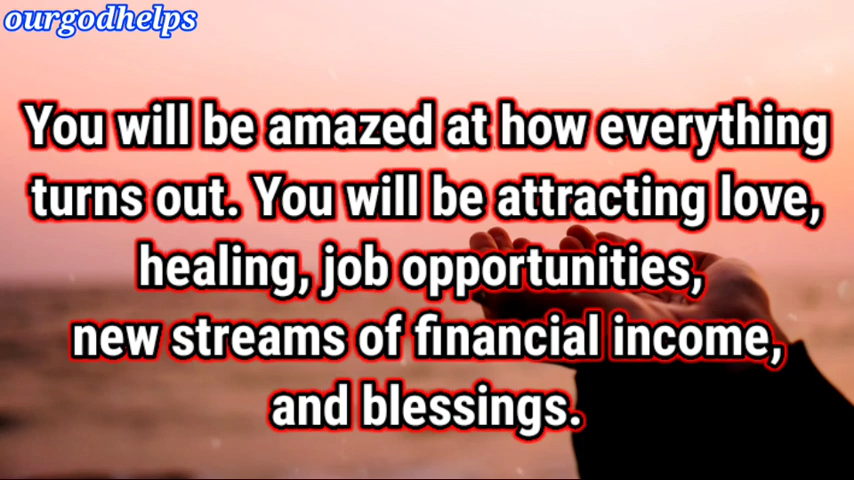 ourgodhelps
You will be amazed at how everything
turns out. You will be attracting love,
healing, job opportunities,
new streams of financial income,
and blessings.